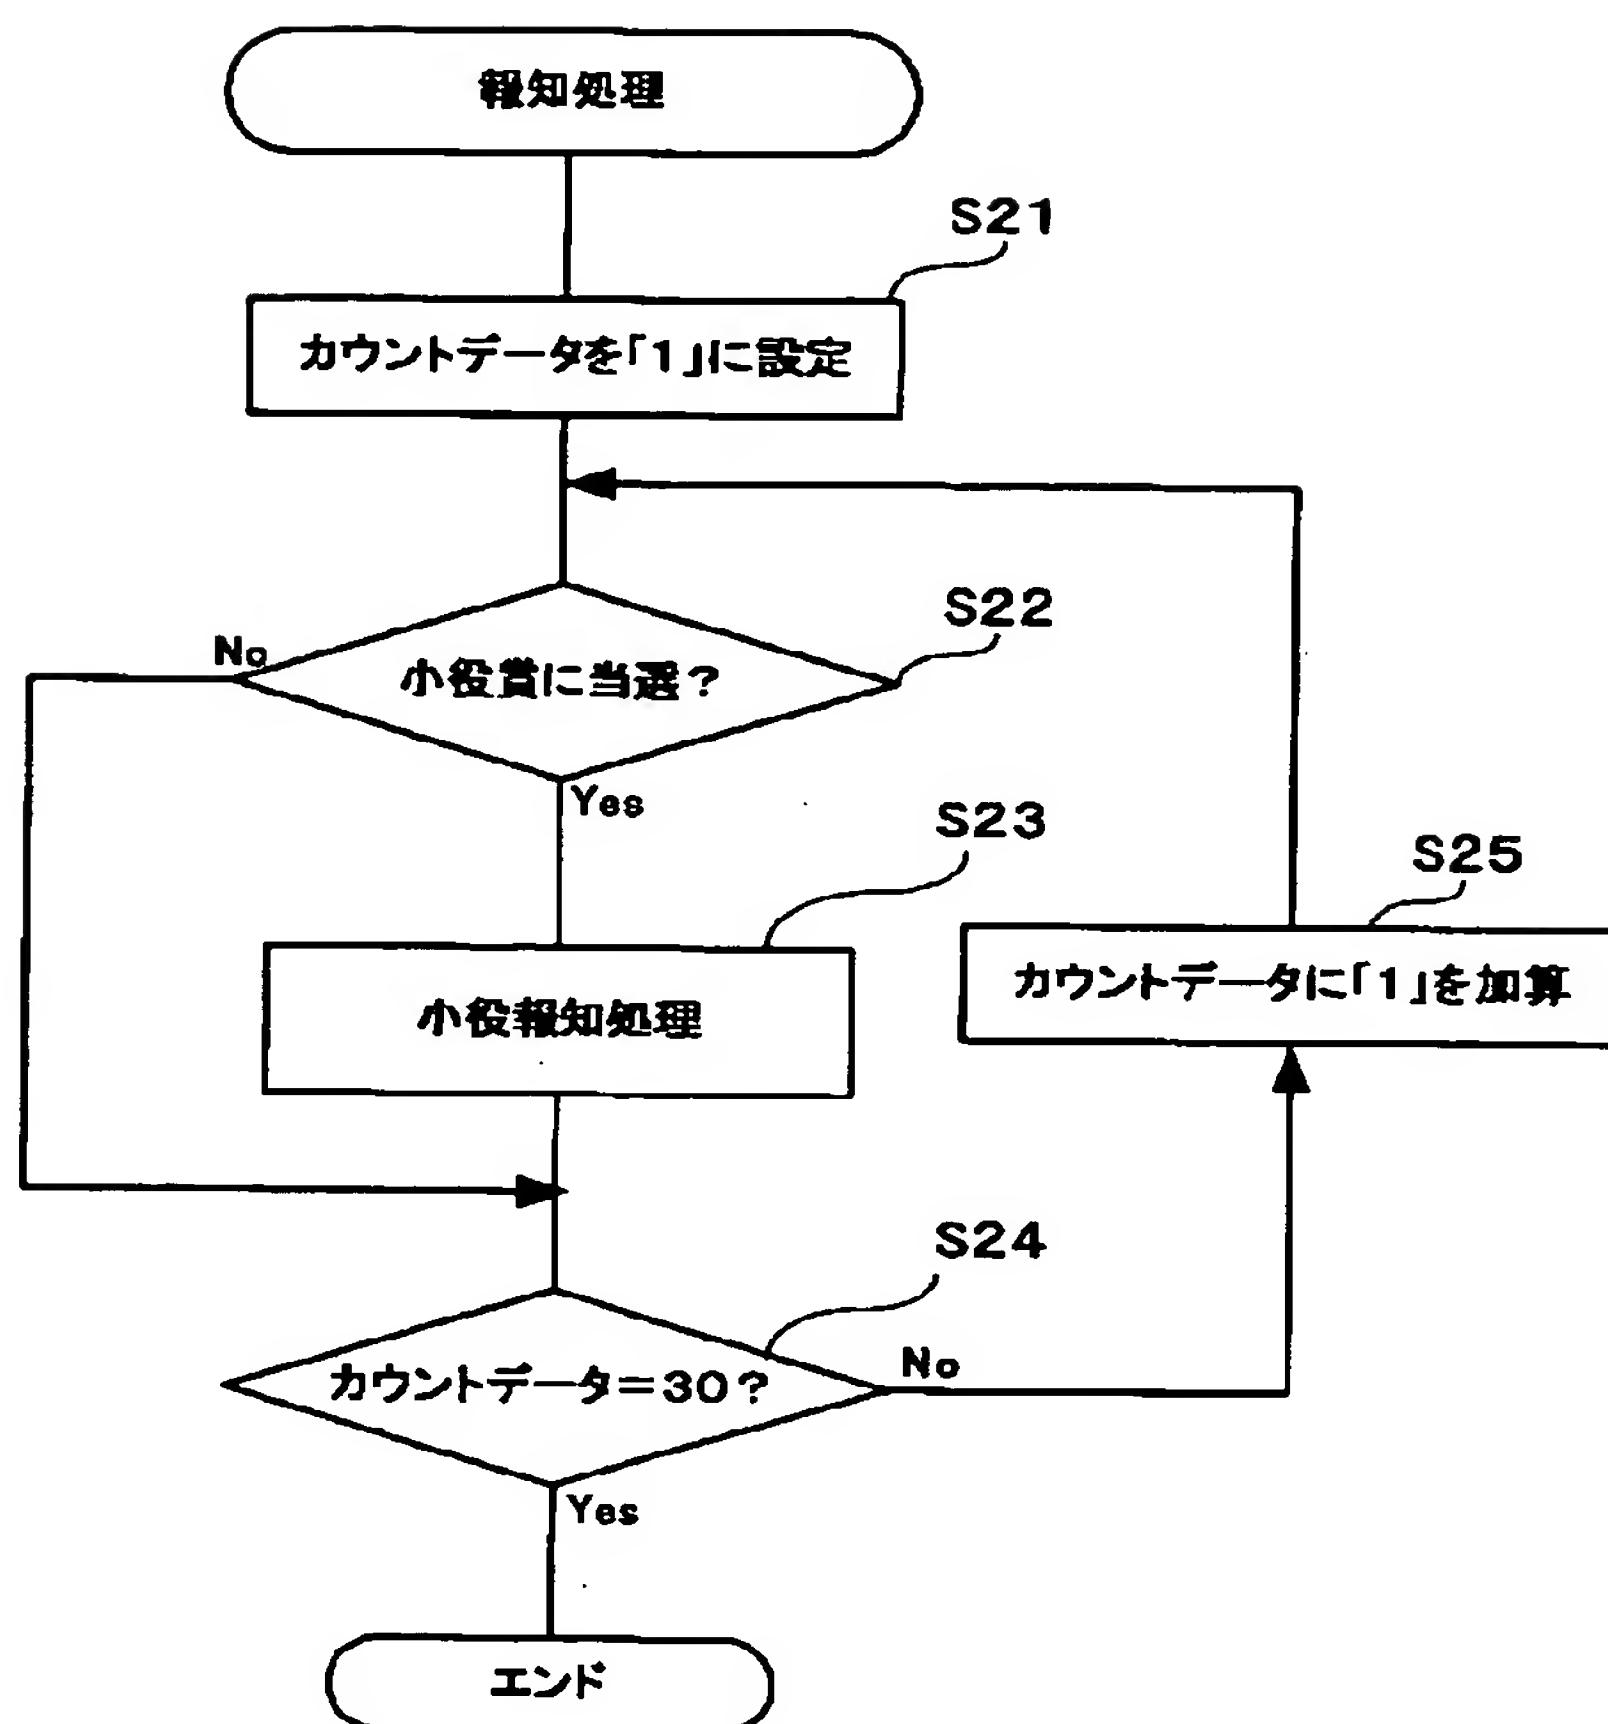 報知処理
S21
カウントデータを「1」に設定
S22
No
小役賞に当選?
Yes
S23
小役報知処理
S25
カウントデータに「1」を加算
S24
カウントデータ=30?
No
Yes
エンド